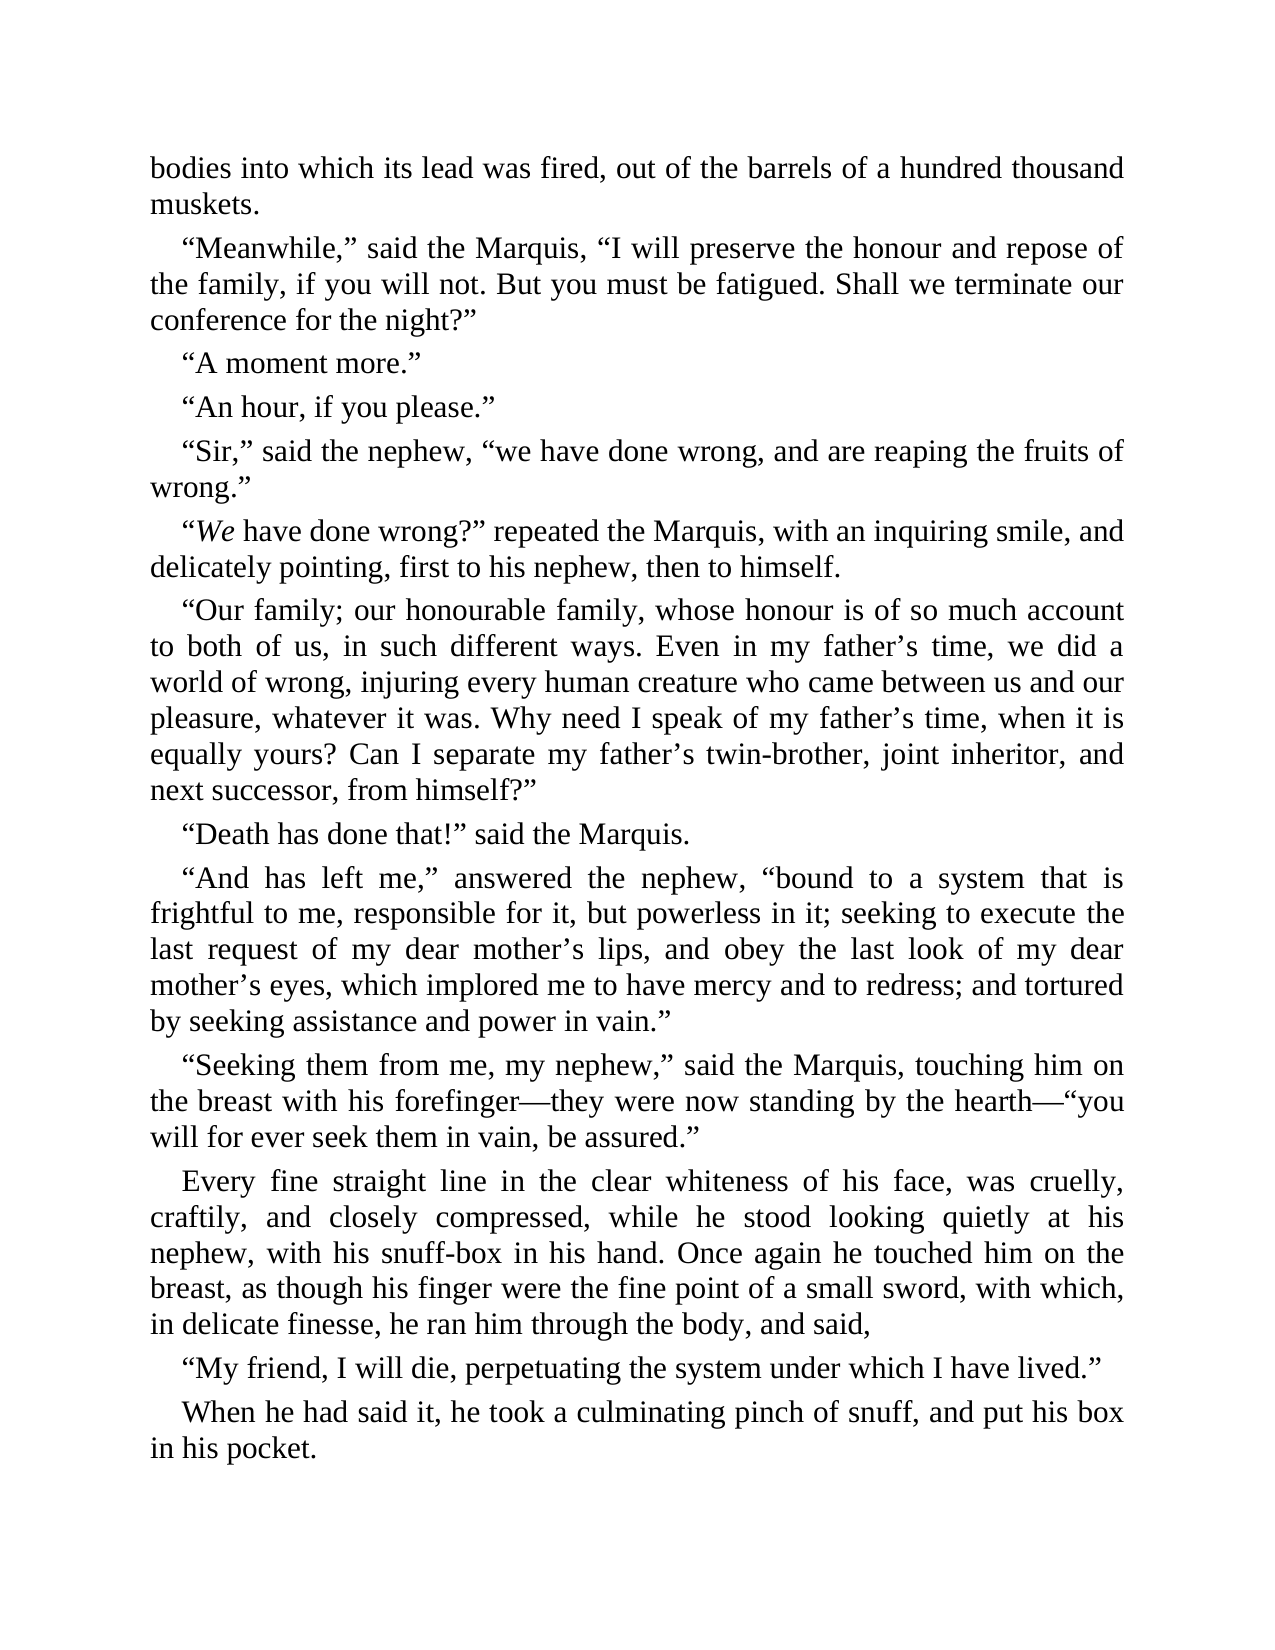 bodies into which its lead was fired, out of the barrels of a hundred thousand
muskets.
“Meanwhile,” said the Marquis, “I will preserve the honour and repose of
the family, if you will not. But you must be fatigued. Shall we terminate our
conference for the night?”
“A moment more.”
“An hour, if you please.”
“Sir,” said the nephew, “we have done wrong, and are reaping the fruits of
wrong.”
“We have done wrong?” repeated the Marquis, with an inquiring smile, and
delicately pointing, first to his nephew, then to himself.
“Our family; our honourable family, whose honour is of so much account
to both of us, in such different ways. Even in my father’s time, we did a
world of wrong, injuring every human creature who came between us and our
pleasure, whatever it was. Why need I speak of my father’s time, when it is
equally yours? Can I separate my father’s twin-brother, joint inheritor, and
next successor, from himself?”
“Death has done that!” said the Marquis.
“And has left me,” answered the nephew, “bound to a system that is
frightful to me, responsible for it, but powerless in it; seeking to execute the
last request of my dear mother’s lips, and obey the last look of my dear
mother’s eyes, which implored me to have mercy and to redress; and tortured
by seeking assistance and power in vain.”
“Seeking them from me, my nephew,” said the Marquis, touching him on
the breast with his forefinger—they were now standing by the hearth—“you
will for ever seek them in vain, be assured.”
Every fine straight line in the clear whiteness of his face, was cruelly,
craftily, and closely compressed, while he stood looking quietly at his
nephew, with his snuff-box in his hand. Once again he touched him on the
breast, as though his finger were the fine point of a small sword, with which,
in delicate finesse, he ran him through the body, and said,
“My friend, I will die, perpetuating the system under which I have lived.”
When he had said it, he took a culminating pinch of snuff, and put his box
in his pocket.